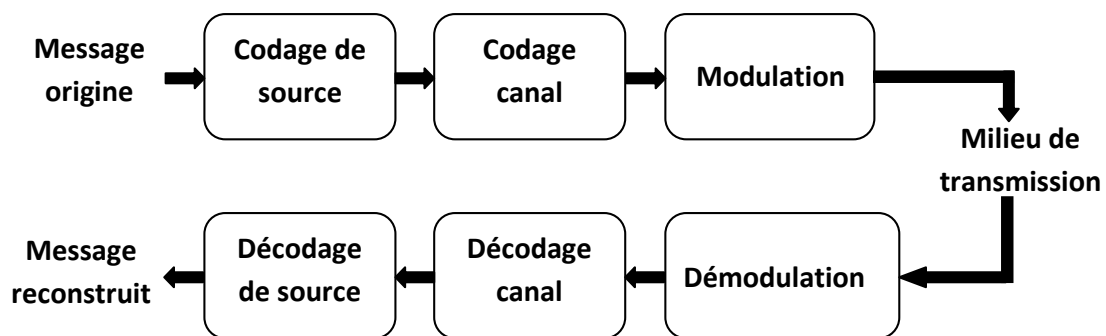 Message
origine
Codage de
source
Codage
canal
Modulation
Milieu de
transmission
Message
reconstruit
Décodage
de source
Décodage
canal
Démodulation